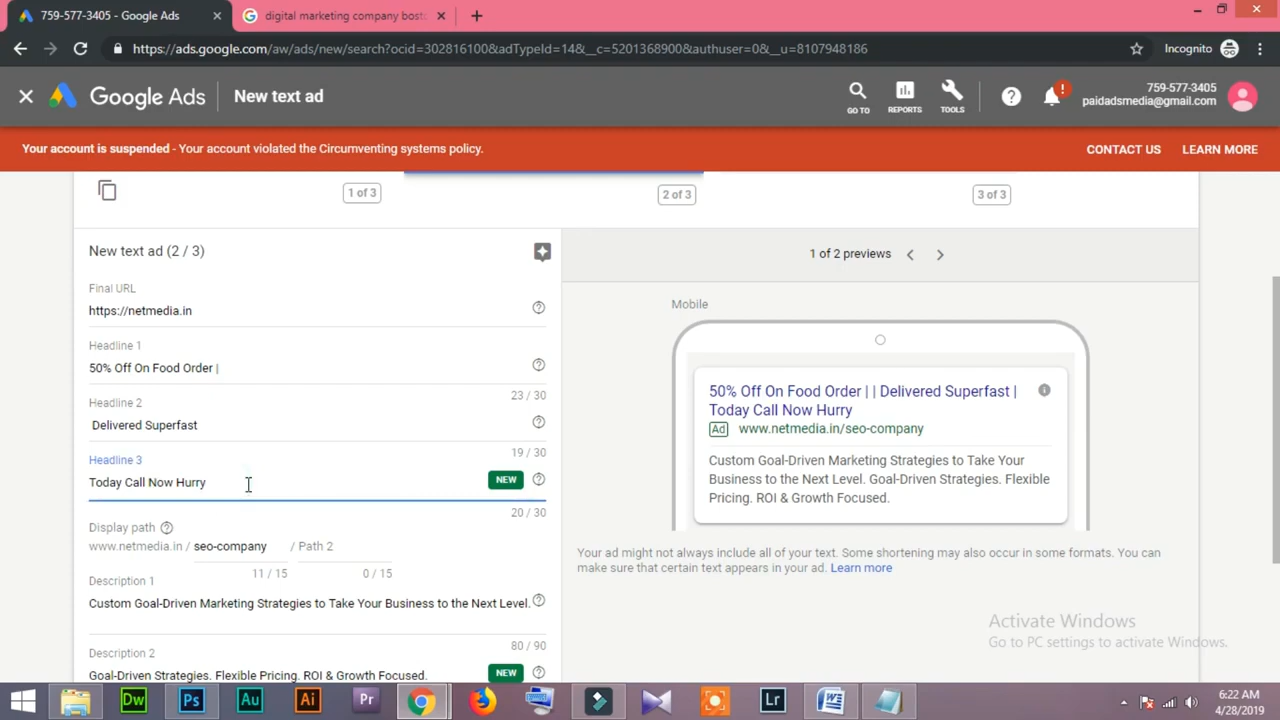 759-577-3405 - Google Ads
digital marketing company bosto
https://ads.google.com/aw/ads/new/search?ocid=302816100&adTypeId=14&__c=5201368900&authuser=0&__u=8107948186
Incognito
Google Ads
New text ad
GO TO
REPORTS
TOOLS
759-577-3405
paidadsmedia@gmail.com
Your account is suspended - Your account violated the Circumventing systems policy.
CONTACT US
LEARN MORE
1 of 3
2 of 3
3 of 3
New text ad (2 / 3)
1 of 2 previews
Final URL
https://netmedia.in
Headline 1
50% Off On Food Order |
23 / 30
Headline 2
Delivered Superfast
19 / 30
Headline 3
Today Call Now Hurry
NEW
20 / 30
Display path
www.netmedia.in / seo-company / Path 2
11 / 15
0 / 15
Description 1
Custom Goal-Driven Marketing Strategies to Take Your Business to the Next Level.
80 / 90
Description 2
Goal-Driven Strategies. Flexible Pricing. ROI & Growth Focused.
NEW
Mobile
50% Off On Food Order | | Delivered Superfast |
Today Call Now Hurry
Ad www.netmedia.in/seo-company
Custom Goal-Driven Marketing Strategies to Take Your
Business to the Next Level. Goal-Driven Strategies. Flexible
Pricing. ROI & Growth Focused.
Your ad might not always include all of your text. Some shortening may also occur in some formats. You can
make sure that certain text appears in your ad. Learn more
Activate Windows
Go to PC settings to activate Windows.
Dw
Ps
Au
Ai
Pr
Lr
6:22 AM
4/28/2019